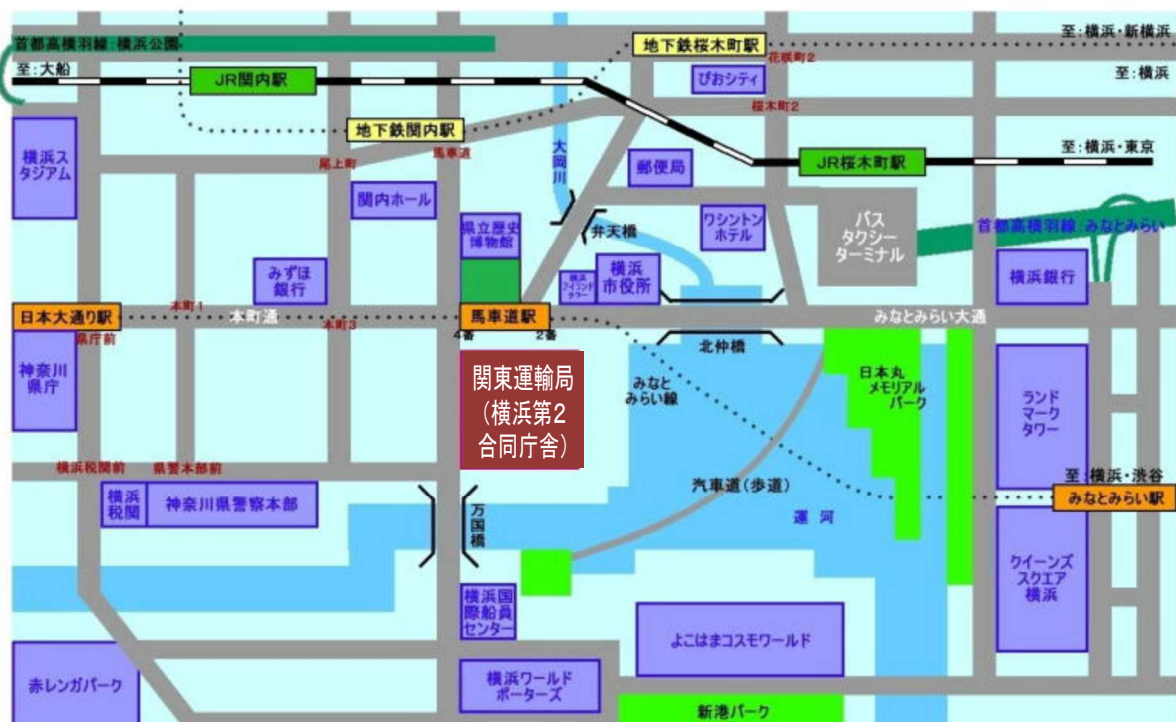 首都高横羽線：横浜公園
至：大船
JR関内駅
地下鉄桜木町駅
至：横浜・新横浜
花咲町2
ぴおシティ
至：横浜
桜木町2
地下鉄関内駅
馬車道
尾上町
大岡川
横浜ス
タジアム
関内ホール
郵便局
JR桜木町駅
至：横浜・東京
県立歴史
博物館
弁天橋
ワシントン
ホテル
バス
タクシー
ターミナル
首都高横羽線：みなとみらい
みずほ
銀行
横浜
アイランド
タワー
横浜
市役所
横浜銀行
日本大通り駅
本町1
本町通
本町3
馬車道駅
みなとみらい大通
県庁前
4番
2番
北仲橋
神奈川
県庁
関東運輸局
（横浜第2
合同庁舎）
みなと
みらい線
日本丸
メモリアル
パーク
ランド
マーク
タワー
横浜税関前
県警本部前
汽車道（歩道）
至：横浜・渋谷
みなとみらい駅
横浜
税関
神奈川県警察本部
万国橋
運河
クイーンズ
スクエア
横浜
横浜国
際船員
センター
よこはまコスモワールド
赤レンガパーク
横浜ワールド
ポーターズ
新港パーク